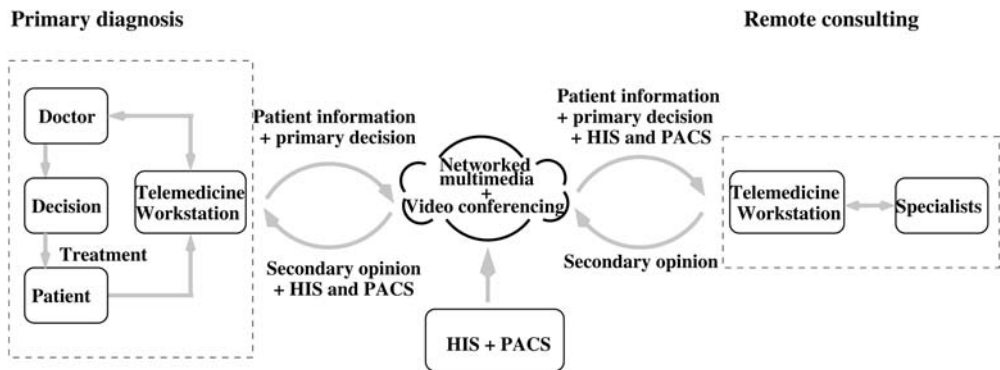 Primary diagnosis
Remote consulting
Doctor
Decision
Treatment
Patient
Telemedicine
Workstation
Patient information
+ primary decision
Secondary opinion
+ HIS and PACS
Networked
multimedia
+
Video conferencing
HIS + PACS
Patient information
+ primary decision
+ HIS and PACS
Secondary opinion
Telemedicine
Workstation
Specialists